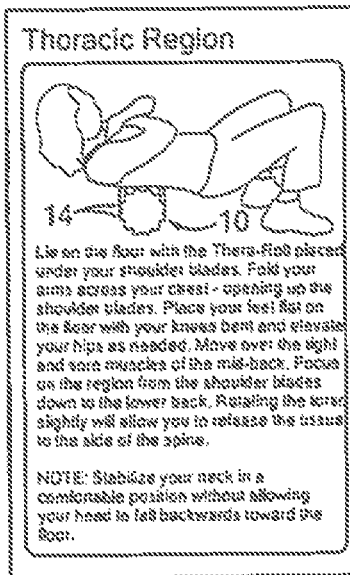 Thoracic Region
14
10
Lie on the floor with the Thera-Roll placed
under your shoulder blades. Fold your
arms across your chest - opening up the
shoulder blades. Place your feet flat on
the floor with your knees bent and elevate
your hips as needed. Move over the tight
and sore muscles of the mid-back. Focus
on the region from the shoulder blades
down to the lower back. Rotating the torso
slightly will allow you to release the tissue
to the side of the spine.
NOTE: Stabilize your neck in a
comfortable position without allowing
your head to fall backwards toward the
floor.